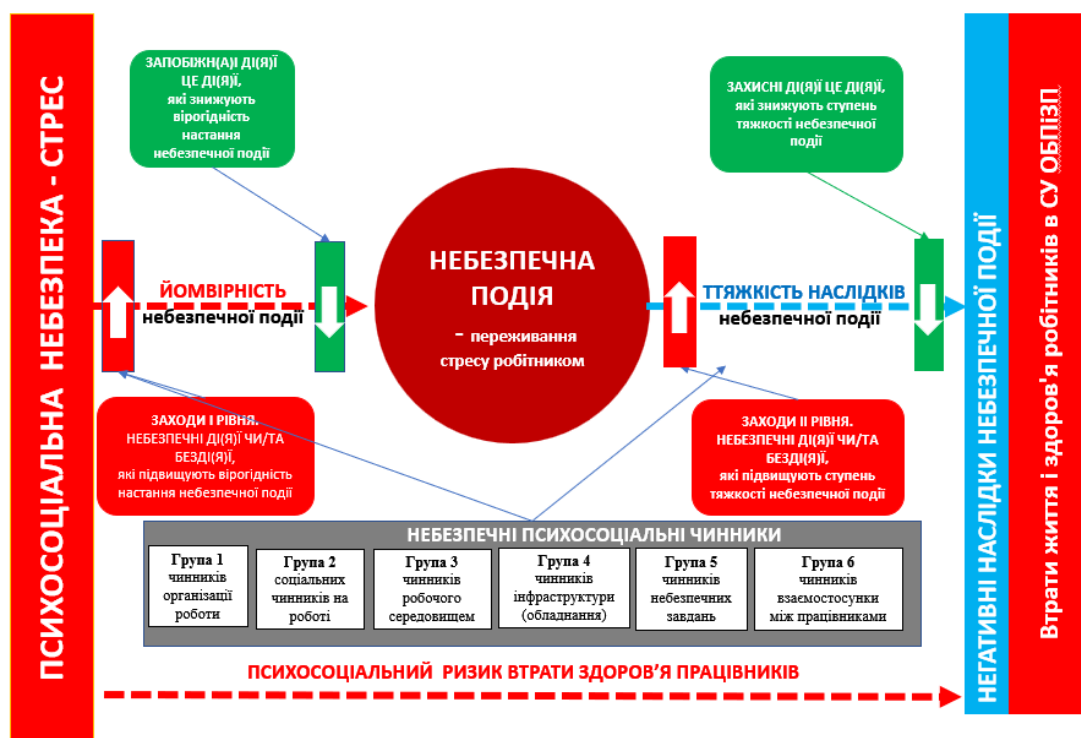 ПСИХОСОЦІАЛЬНА НЕБЕЗПЕКА - СТРЕС
ЗАПОБІЖН(А)І ДІ(Я)Ї
ЦЕ ДІ(Я)Ї,
які знижують
вірогідність
настання
небезпечної події
ЗАХИСНІ ДІ(Я)Ї ЦЕ ДІ(Я)Ї,
які знижують ступень
тяжкості небезпечної
події
ЙОМВІРНІСТЬ
небезпечної події
НЕБЕЗПЕЧНА
ПОДІЯ
– переживання
стресу робітником
ТТЯЖКІСТЬ НАСЛІДКІВ
небезпечної події
ЗАХОДИ І РІВНЯ.
НЕБЕЗПЕЧНІ ДІ(Я)Ї ЧИ/ТА
БЕЗДІ(Я)Ї,
які підвищують вірогідність
настання небезпечної події
ЗАХОДИ ІІ РІВНЯ.
НЕБЕЗПЕЧНІ ДІ(Я)Ї ЧИ/ТА
БЕЗДІ(Я)Ї,
які підвищують ступень
тяжкості небезпечної події
НЕБЕЗПЕЧНІ ПСИХОСОЦІАЛЬНІ ЧИННИКИ
Група 1
чинників
організації
роботи
Група 2
соціальних
чинників на
роботі
Група 3
чинників
робочого
середовищем
Група 4
чинників
інфраструктури
(обладнання)
Група 5
чинників
небезпечних
завдань
Група 6
чинників
взаємостосунки
між працівниками
ПСИХОСОЦІАЛЬНИЙ РИЗИК ВТРАТИ ЗДОРОВ’Я ПРАЦІВНИКІВ
НЕГАТИВНІ НАСЛІДКИ НЕБЕЗПЕЧНОЇ ПОДІЇ
Втрати життя і здоров'я робітників в СУ ОБПіЗП